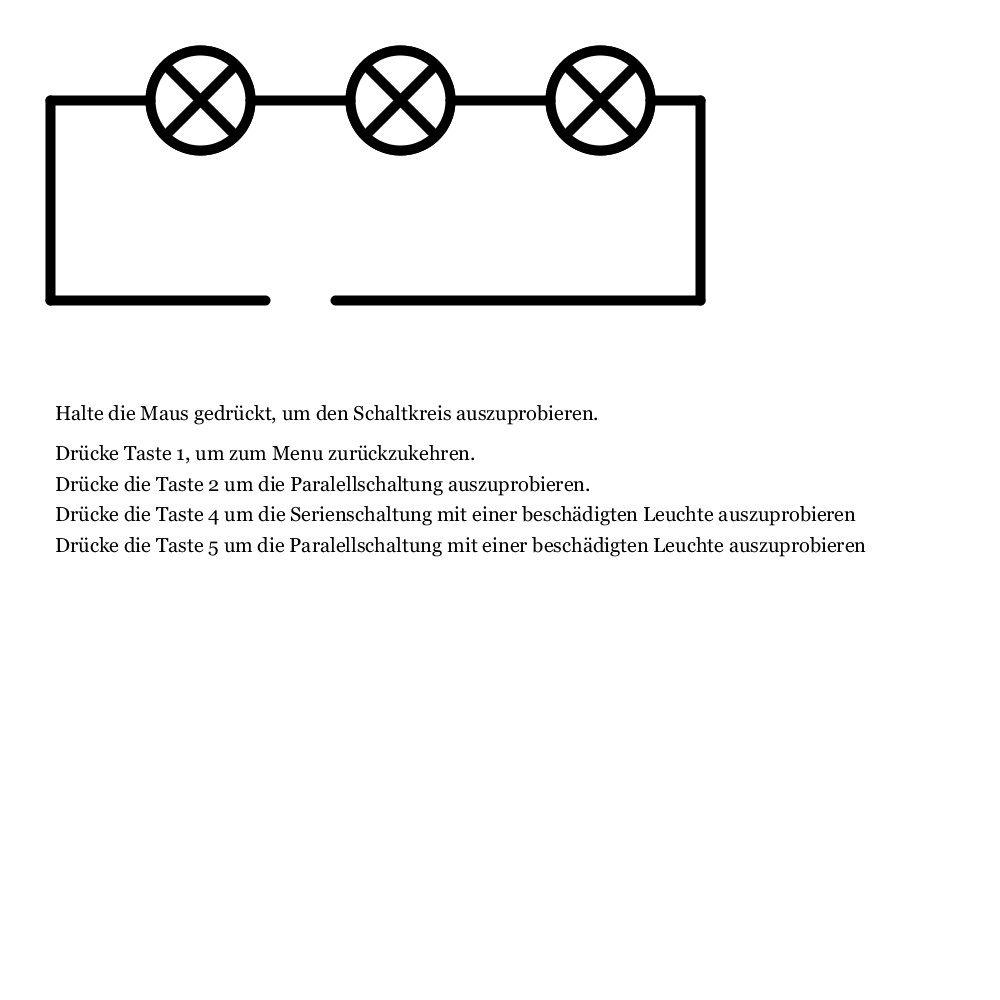 Halte die Maus gedrückt, um den Schaltkreis auszuprobieren.
Drücke Taste 1, um zum Menu zurückzukehren.
Drücke die Taste 2 um die Paralellschaltung auszuprobieren.
Drücke die Taste 4 um die Serienschaltung mit einer beschädigten Leuchte auszuprobieren
Drücke die Taste 5 um die Paralellschaltung mit einer beschädigten Leuchte auszuprobieren